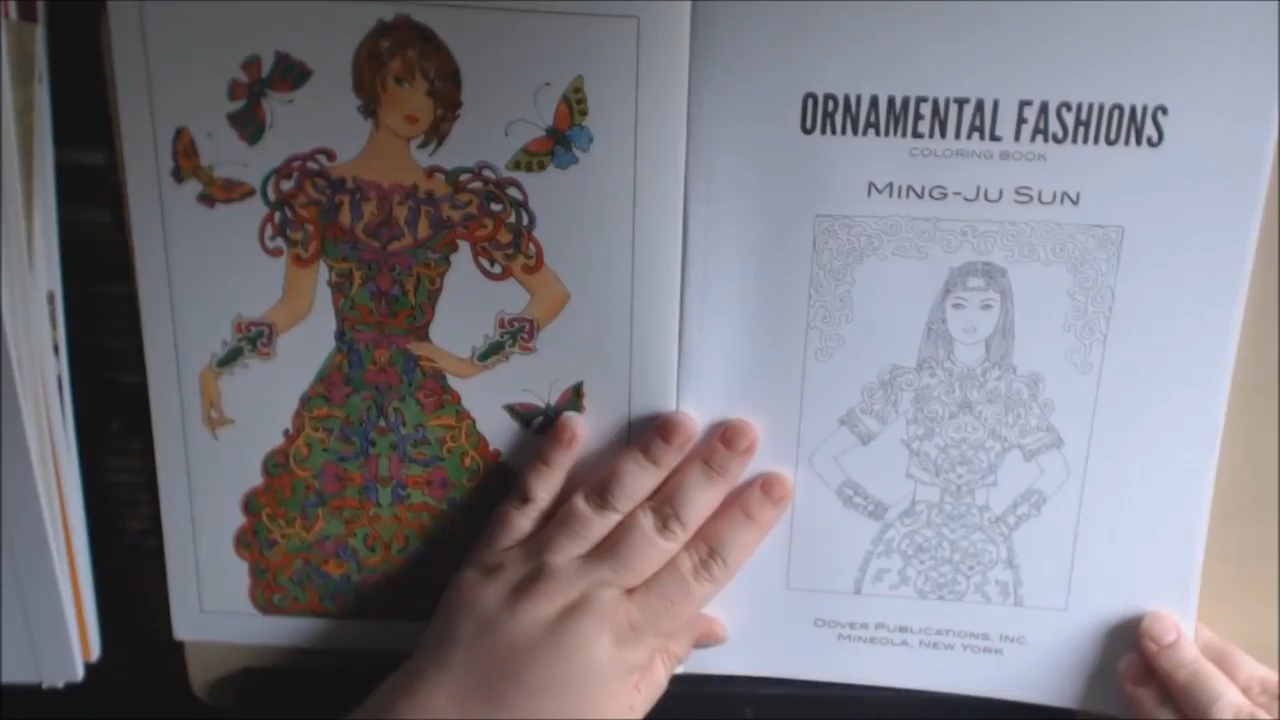 ORNAMENTAL FASHIONS
COLORING BOOK
MING-JU SUN
DOVER PUBLICATIONS, INC.
MINEOLA, NEW YORK